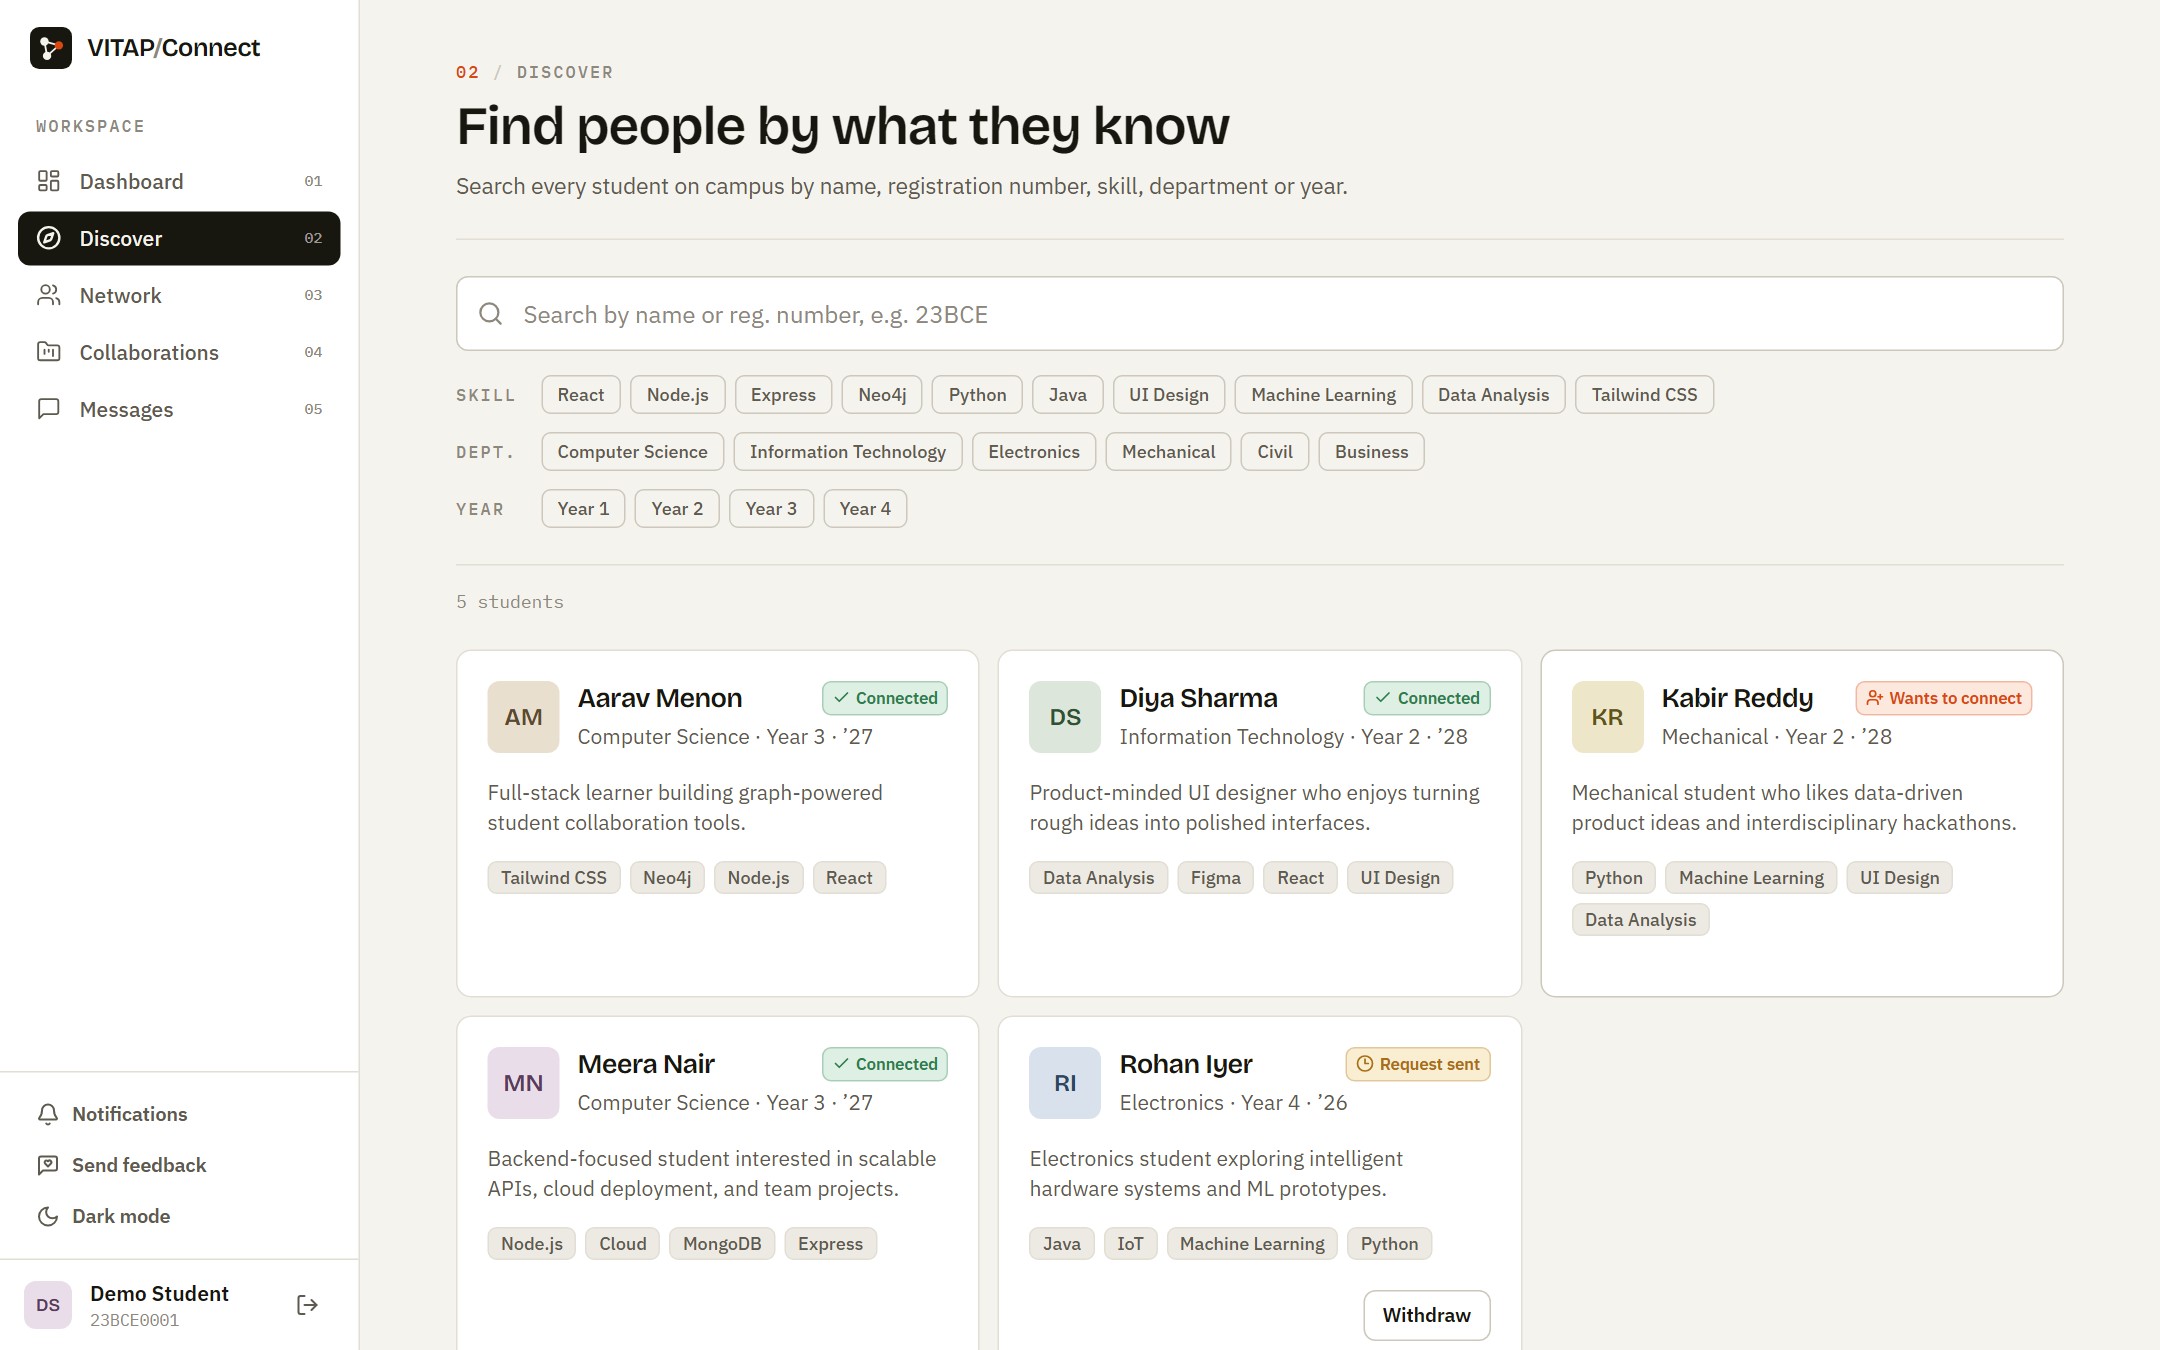 VITAP/Connect
WORKSPACE
Dashboard 01
Discover 02
Network 03
Collaborations 04
Messages 05
Notifications
Send feedback
Dark mode
DS
Demo Student
23BCE0001
02 / DISCOVER
Find people by what they know
Search every student on campus by name, registration number, skill, department or year.
Search by name or reg. number, e.g. 23BCE
SKILL React Node.js Express Neo4j Python Java UI Design Machine Learning Data Analysis Tailwind CSS
DEPT. Computer Science Information Technology Electronics Mechanical Civil Business
YEAR Year 1 Year 2 Year 3 Year 4
5 students
AM
Aarav Menon Connected
Computer Science · Year 3 · ’27
Full-stack learner building graph-powered
student collaboration tools.
Tailwind CSS Neo4j Node.js React
DS
Diya Sharma Connected
Information Technology · Year 2 · ’28
Product-minded UI designer who enjoys turning
rough ideas into polished interfaces.
Data Analysis Figma React UI Design
KR
Kabir Reddy Wants to connect
Mechanical · Year 2 · ’28
Mechanical student who likes data-driven
product ideas and interdisciplinary hackathons.
Python Machine Learning UI Design
Data Analysis
MN
Meera Nair Connected
Computer Science · Year 3 · ’27
Backend-focused student interested in scalable
APIs, cloud deployment, and team projects.
Node.js Cloud MongoDB Express
RI
Rohan Iyer Request sent
Electronics · Year 4 · ’26
Electronics student exploring intelligent
hardware systems and ML prototypes.
Java IoT Machine Learning Python
Withdraw